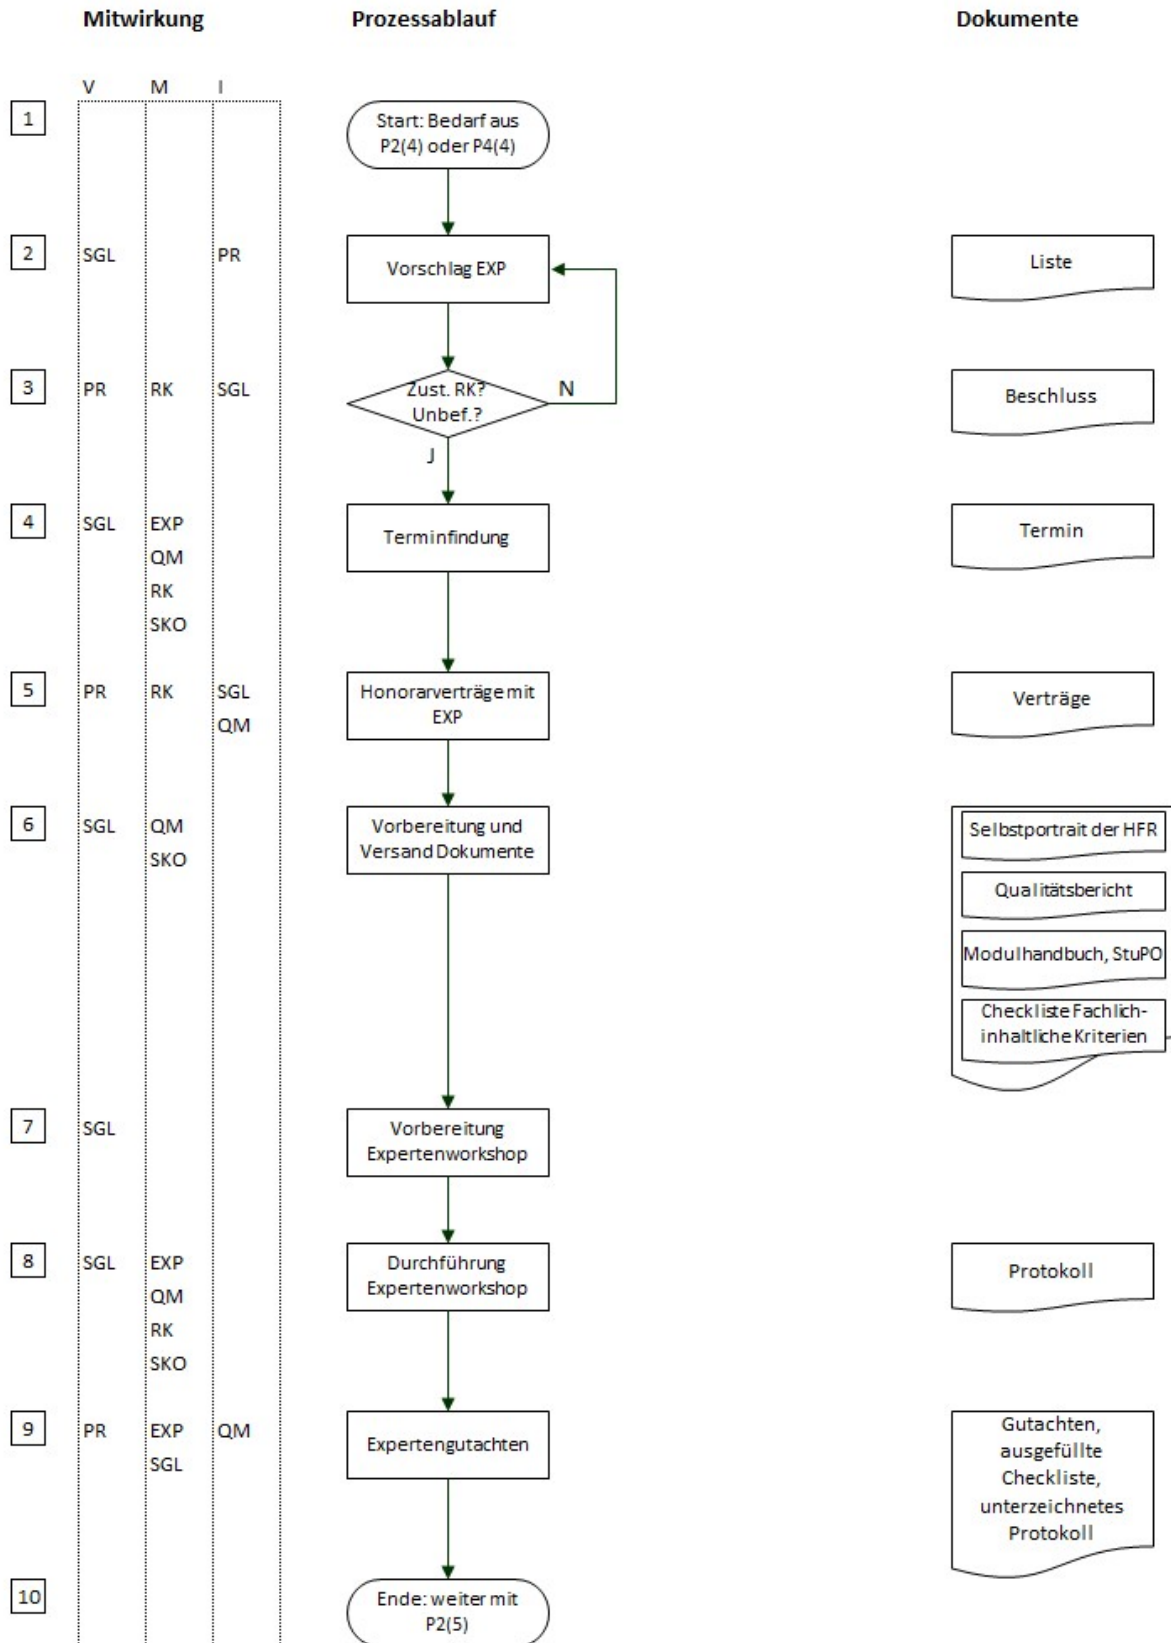 Mitwirkung Prozessablauf Dokumente
V M I
1 Start: Bedarf aus
P2(4) oder P4(4)
2 SGL PR Vorschlag EXP Liste
3 PR RK SGL Zust. RK?
Unbef.? N Beschluss
J
4 SGL EXP Terminfindung Termin
QM
RK
SKO
5 PR RK SGL Honorarverträge mit Verträge
QM EXP
6 SGL QM Vorbereitung und Selbstportrait der HFR
SKO Versand Dokumente
Qualitätsbericht
Modulhandbuch, StuPO
Checkliste Fachlich-
inhaltliche Kriterien
7 SGL Vorbereitung
Expertenworkshop
8 SGL EXP Durchführung Protokoll
QM Expertenworkshop
RK
SKO
9 PR EXP QM Expertengutachten Gutachten,
SGL ausgefüllte
Checkliste,
unterzeichnetes
Protokoll
10 Ende: weiter mit
P2(5)